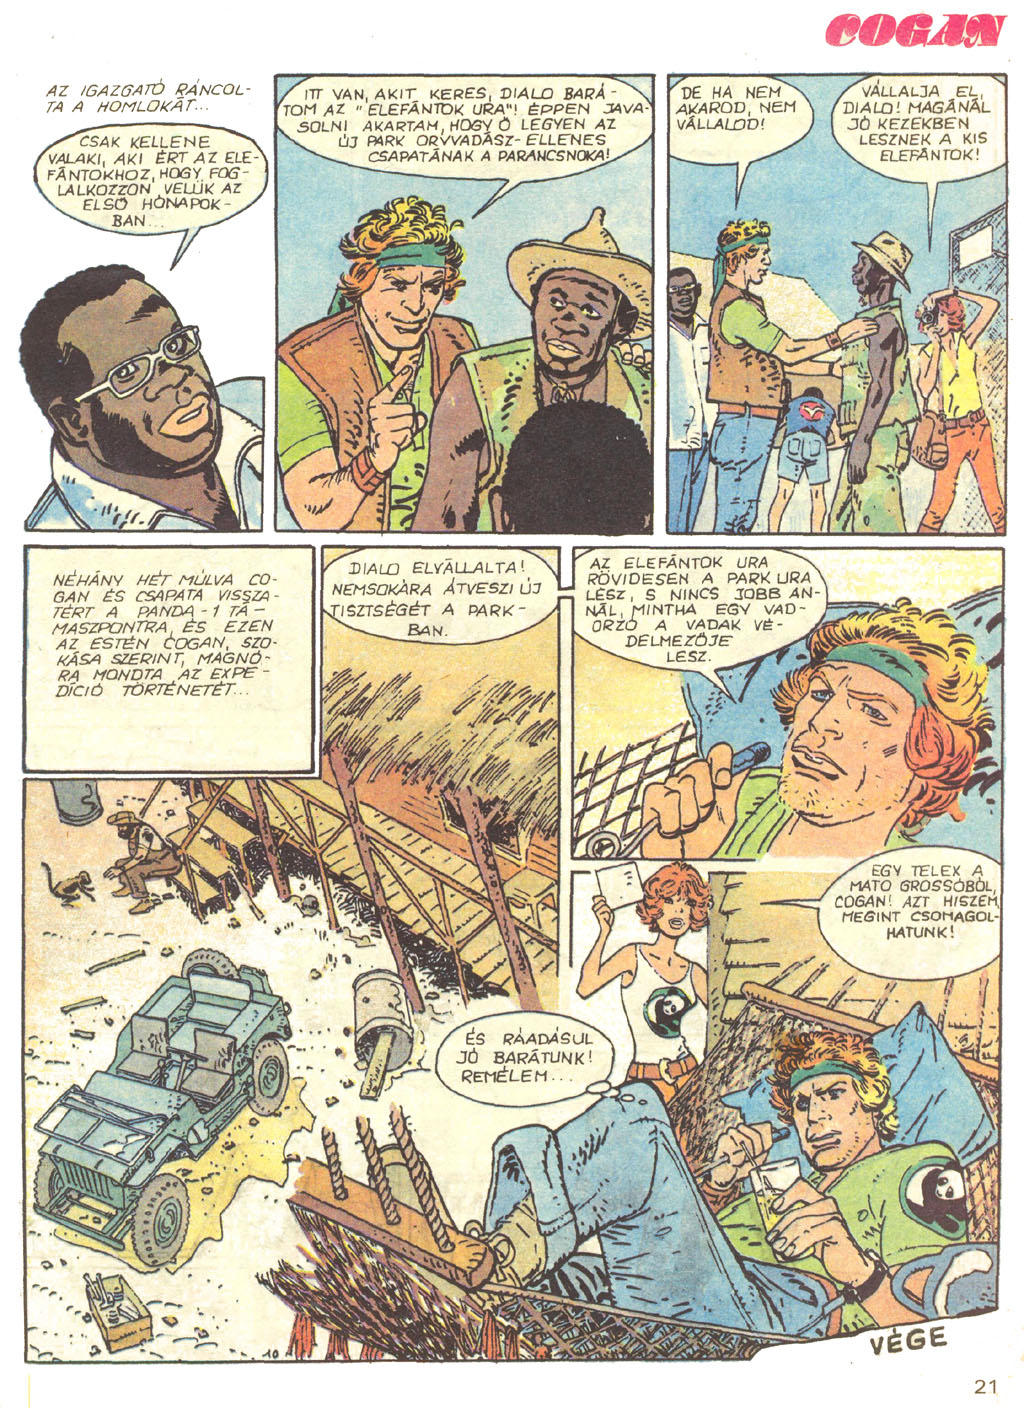 COGAN
AZ IGAZGATÓ RÁNCOL-
TA A HOMLOKÁT...
CSAK KELLENE
VALAKI, AKI ÉRT AZ ELE-
FÁNTOKHOZ, HOGY FOG-
LALKOZZON VELÜK AZ
ELSŐ HÓNAPOK-
BAN...
ITT VAN, AKIT KERES, DIALO BARÁ-
TOM AZ "ELEFÁNTOK URA"! ÉPPEN JAVA-
SOLNI AKARTAM, HOGY Ő LEGYEN AZ
ÚJ PARK ORVVADÁSZ-ELLENES
CSAPATÁNAK A PARANCSNOKA!
DE HA NEM
AKAROD, NEM
VÁLLALOD!
VÁLLALJA EL,
DIALO! MAGÁNÁL
JÓ KEZEKBEN
LESZNEK A KIS
ELEFÁNTOK!
NÉHÁNY HÉT MÚLVA CO-
GAN ÉS CSAPATA VISSZA-
TÉRT A PANDA-1 TÁ-
MASZPONTRA, ÉS EZEN
AZ ESTÉN COGAN, SZO-
KÁSA SZERINT, MAGNÓ-
RA MONDTA AZ EXPE-
DÍCIÓ TÖRTÉNETÉT...
DIALO ELVÁLLALTA!
NEMSOKÁRA ÁTVESZI ÚJ
TISZTSÉGÉT A PARK-
BAN.
AZ ELEFÁNTOK URA
RÖVIDESEN A PARK URA
LESZ, S NINCS JOBB AN-
NÁL, MINTHA EGY VAD-
ORZÓ A VADAK VÉ-
DELMEZŐJE
LESZ.
EGY TELEX A
MATO GROSSÓBÓL,
COGAN! AZT HISZEM,
MEGINT CSOMAGOL-
HATUNK!
ÉS RÁADÁSUL
JÓ BARÁTUNK!
REMÉLEM...
10
VÉGE
21